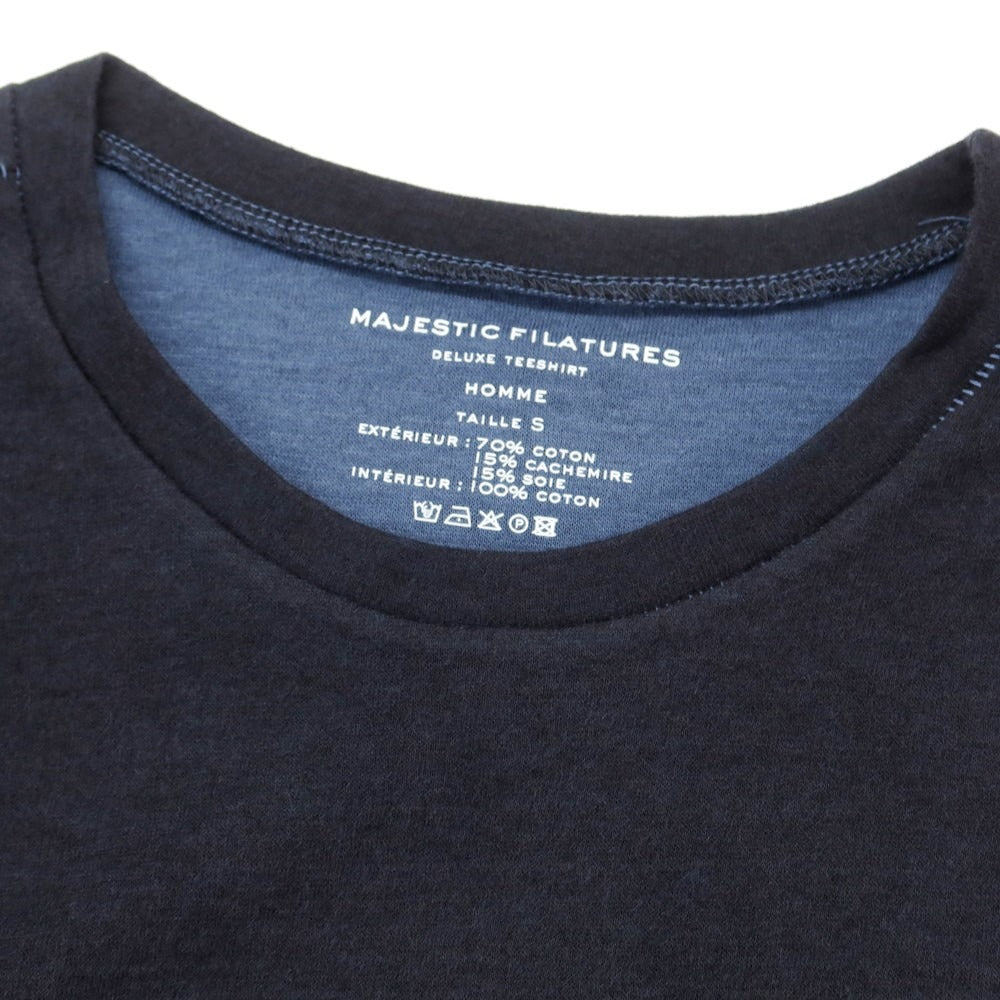 MAJESTIC FILATURES
DELUXE TEESHIRT
HOMME
TAILLE S
EXTÉRIEUR : 70% COTON
15% CACHEMIRE
15% SOIE
INTÉRIEUR : 100% COTON
P